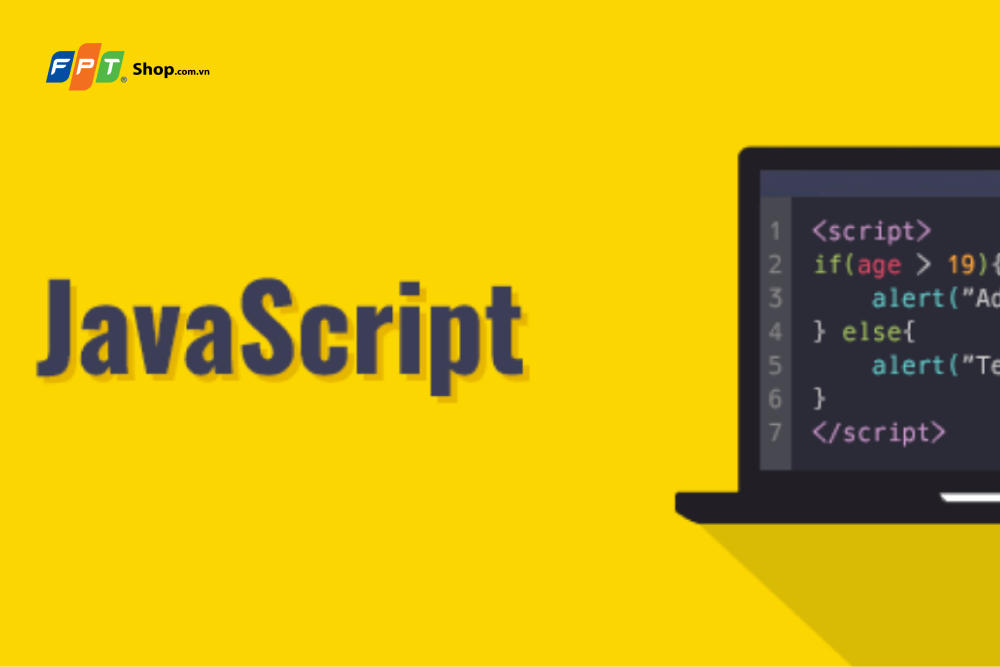 FPT® Shop.com.vn
JavaScript
1 <script>
2 if(age > 19){
3 alert("Ad
4 } else{
5 alert("Te
6 }
7 </script>